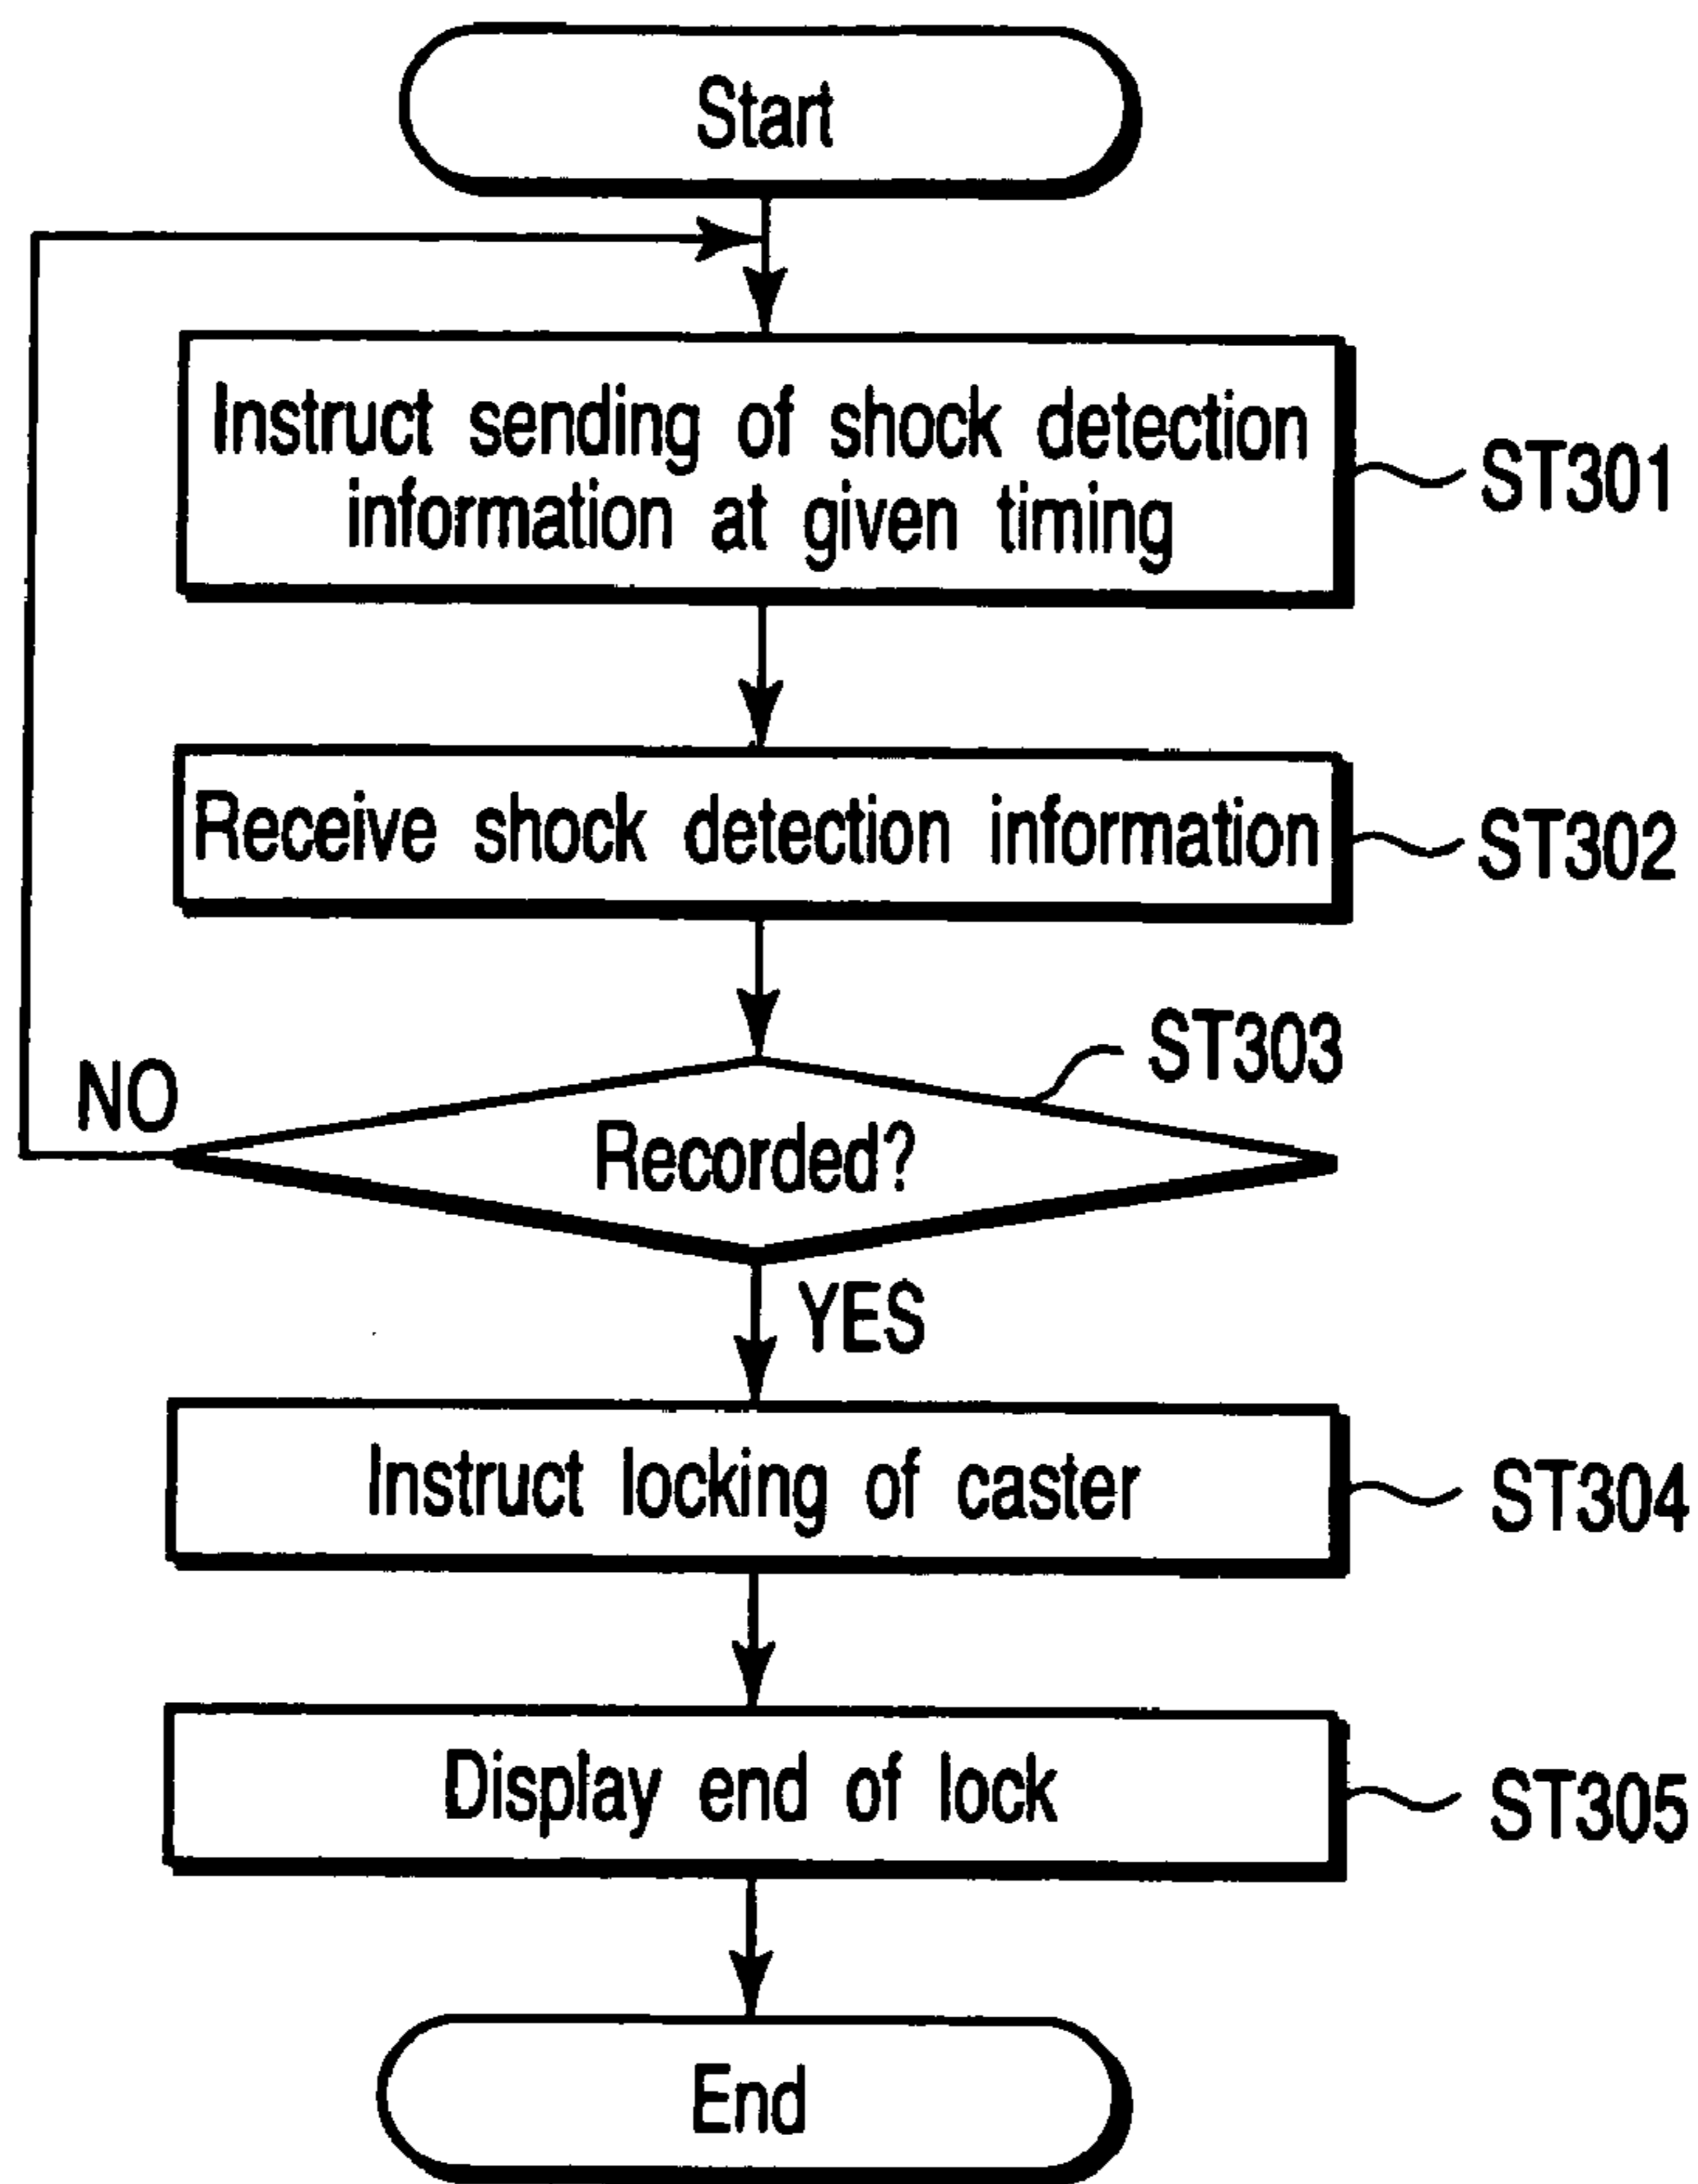 Start
Instruct sending of shock detection
information at given timing
ST301
Receive shock detection information
ST302
ST303
NO
Recorded?
YES
Instruct locking of caster
ST304
Display end of lock
ST305
End